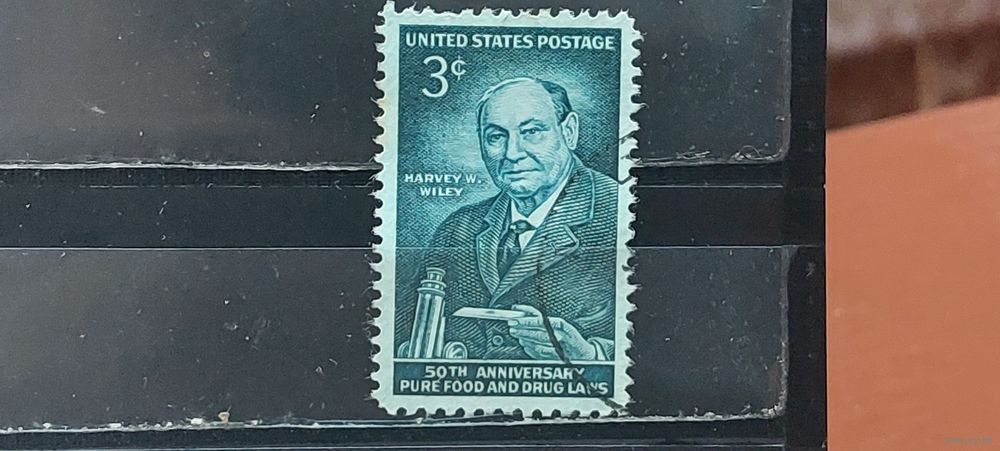 UNITED STATES POSTAGE
3¢
HARVEY W.
WILEY
50TH ANNIVERSARY
PURE FOOD AND DRUG LAWS